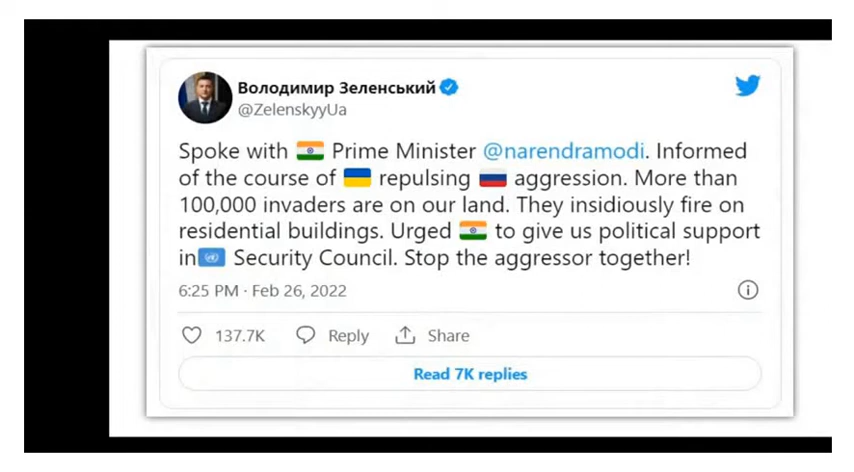 Володимир Зеленський
@ZelenskyyUa
Spoke with 🇮🇳 Prime Minister @narendramodi. Informed
of the course of 🇺🇦 repulsing 🇷🇺 aggression. More than
100,000 invaders are on our land. They insidiously fire on
residential buildings. Urged 🇮🇳 to give us political support
in🇺🇳 Security Council. Stop the aggressor together!
6:25 PM · Feb 26, 2022
137.7K Reply Share
Read 7K replies